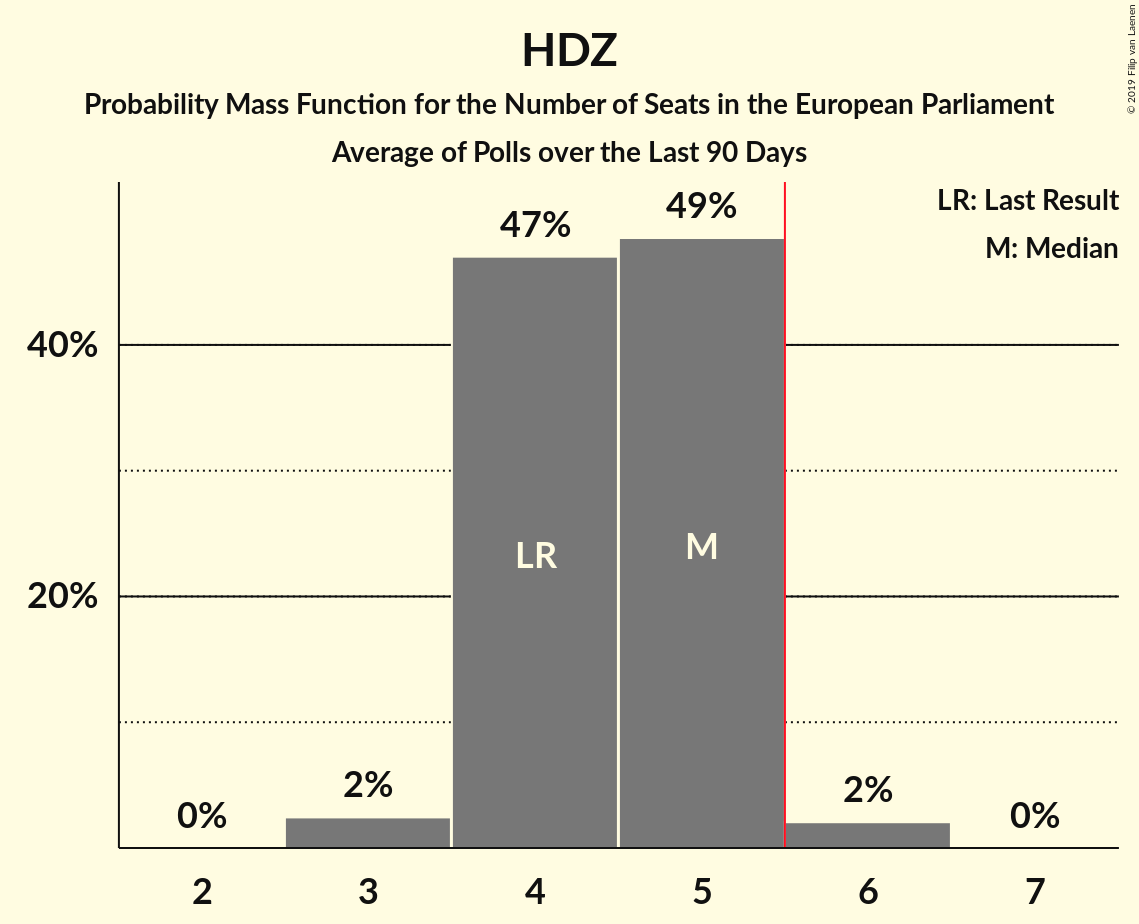 HDZ
Probability Mass Function for the Number of Seats in the European Parliament
Average of Polls over the Last 90 Days
© 2019 Filip van Laenen
LR: Last Result
M: Median
47%
49%
40%
20%
LR
M
0%
2%
2%
0%
2
3
4
5
6
7